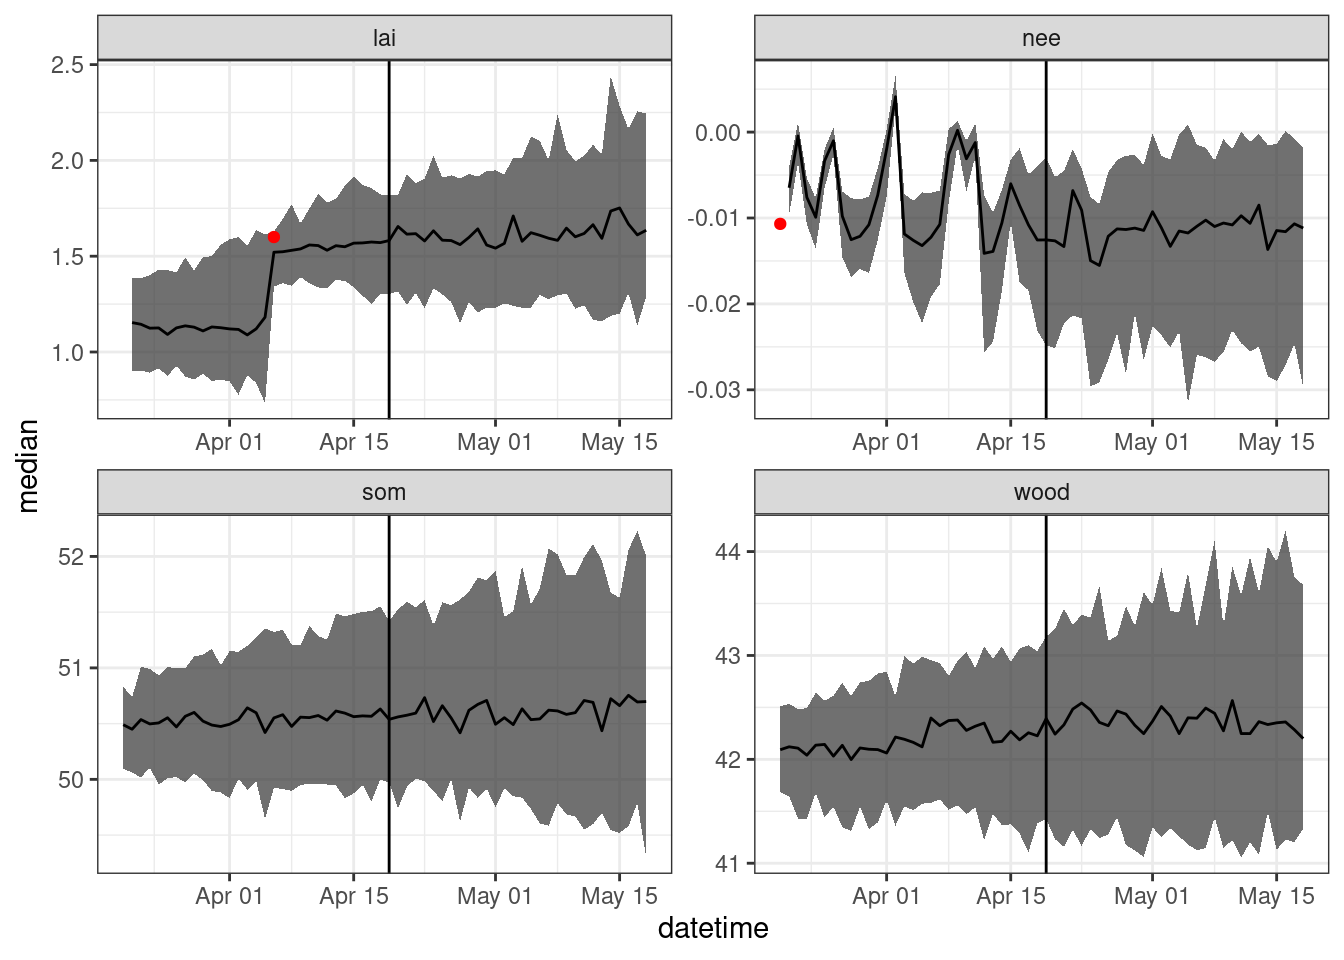 lai
nee
2.5
2.0
1.5
1.0
0.00
-0.01
-0.02
-0.03
Apr 01 Apr 15 May 01 May 15
Apr 01 Apr 15 May 01 May 15
median
som
wood
52
51
50
44
43
42
41
Apr 01 Apr 15 May 01 May 15
Apr 01 Apr 15 May 01 May 15
datetime